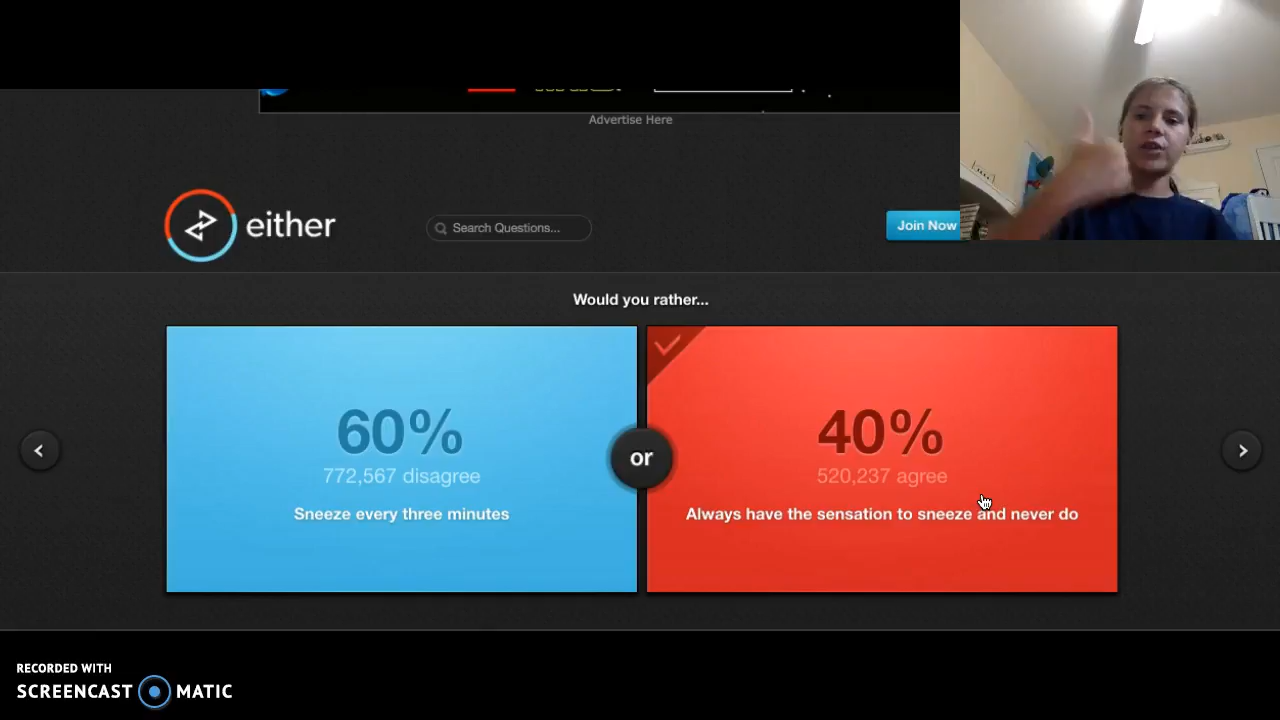 Advertise Here
either
Search Questions...
Join Now
Would you rather...
60%
772,567 disagree
Sneeze every three minutes
or
40%
520,237 agree
Always have the sensation to sneeze and never do
RECORDED WITH
SCREENCAST MATIC